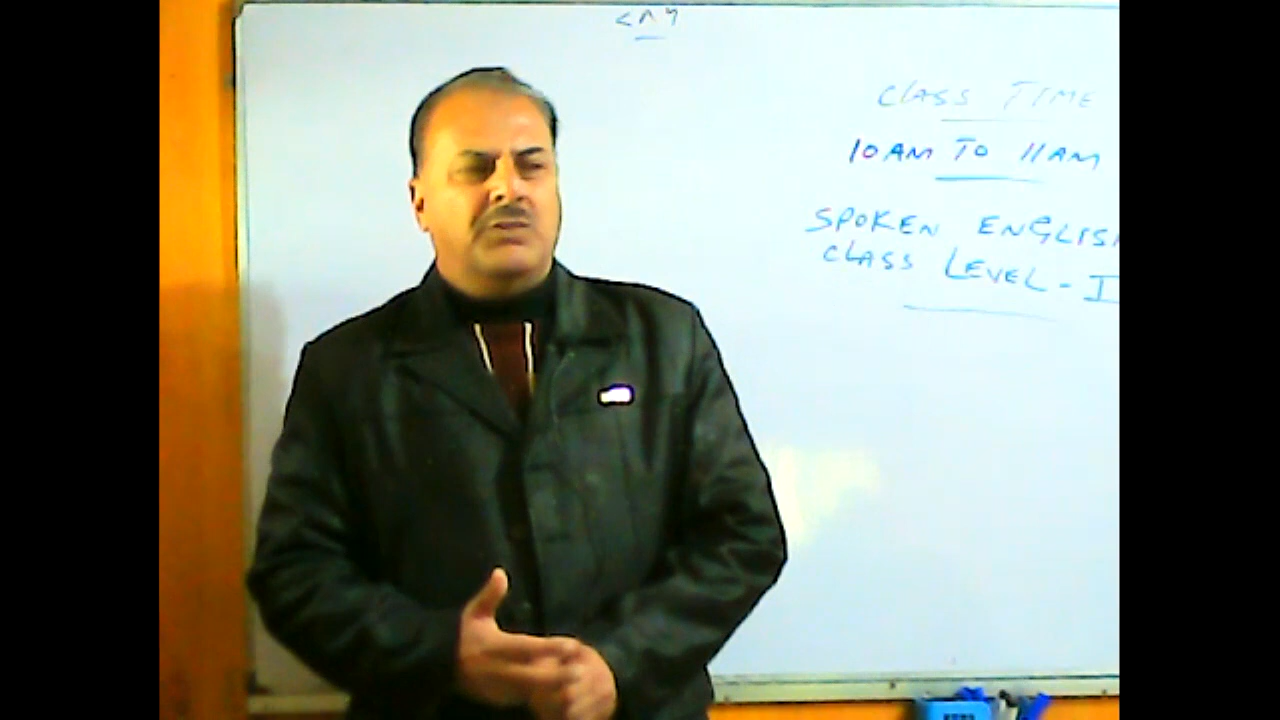 CLASS TIME
10AM TO 11AM
SPOKEN ENGLISH
CLASS LEVEL-I